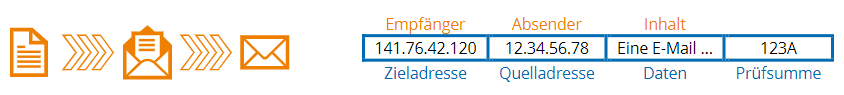 Empfänger Absender Inhalt
141.76.42.120 12.34.56.78 Eine E-Mail ... 123A
Zieladresse Quelladresse Daten Prüfsumme